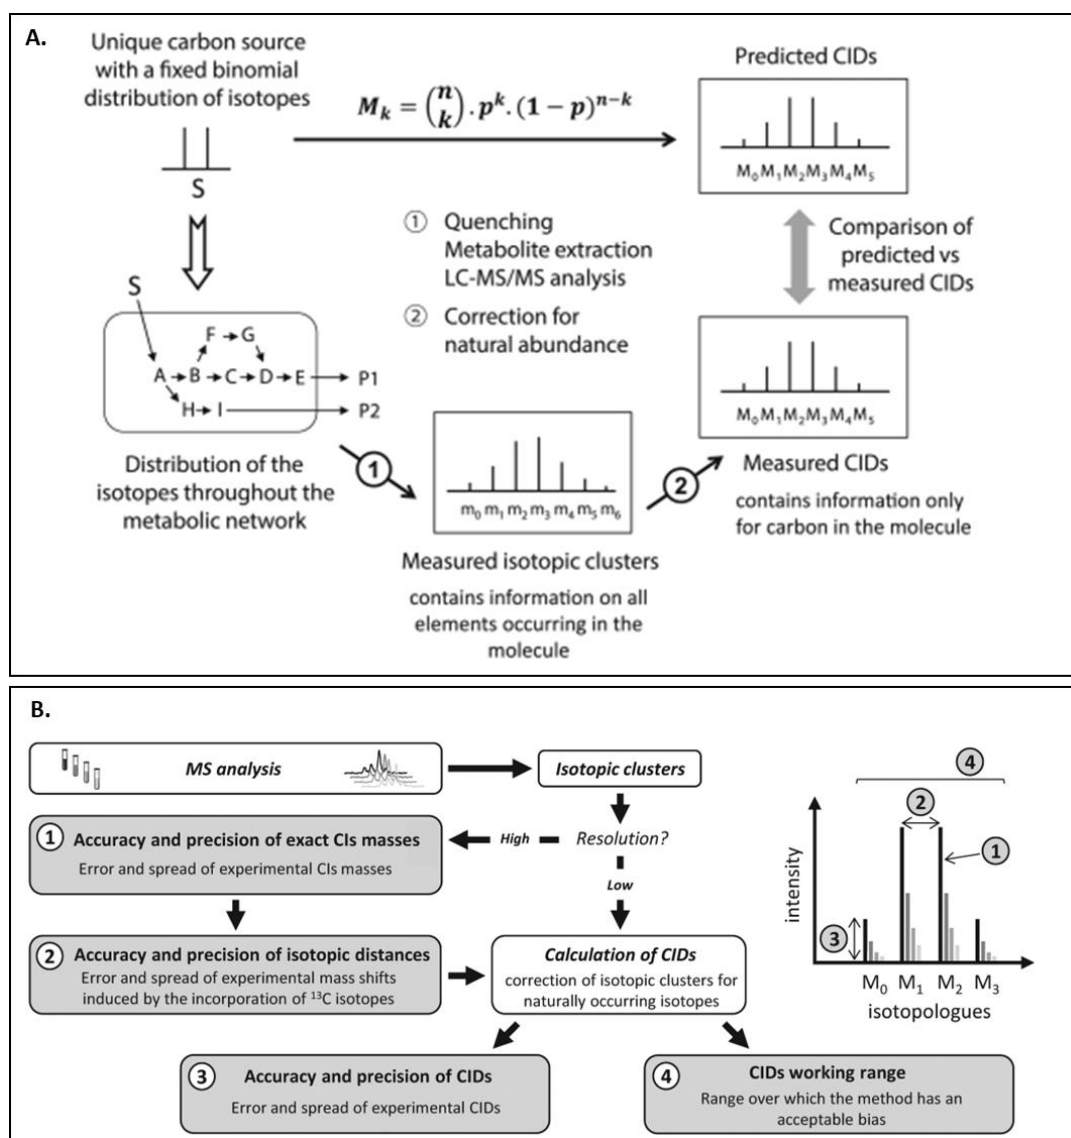 A.
Unique carbon source
with a fixed binomial
distribution of isotopes
S
M_k = (n k) . p^k . (1 − p)^{n−k}
Predicted CIDs
M₀ M₁ M₂ M₃ M₄ M₅
① Quenching
Metabolite extraction
LC-MS/MS analysis
② Correction for
natural abundance
Comparison of
predicted vs
measured CIDs
S
F → G
A → B → C → D → E → P1
H → I → P2
Distribution of the
isotopes throughout the
metabolic network
1
m₀ m₁ m₂ m₃ m₄ m₅ m₆
Measured isotopic clusters
contains information on all
elements occurring in the
molecule
2
M₀ M₁ M₂ M₃ M₄ M₅
Measured CIDs
contains information only
for carbon in the molecule
B.
MS analysis
Isotopic clusters
Resolution?
High
Low
1 Accuracy and precision of exact CIs masses
Error and spread of experimental CIs masses
2 Accuracy and precision of isotopic distances
Error and spread of experimental mass shifts
induced by the incorporation of ¹³C isotopes
Calculation of CIDs
correction of isotopic clusters for
naturally occurring isotopes
3 Accuracy and precision of CIDs
Error and spread of experimental CIDs
4 CIDs working range
Range over which the method has an
acceptable bias
4
2
1
3
intensity
M₀ M₁ M₂ M₃
isotopologues